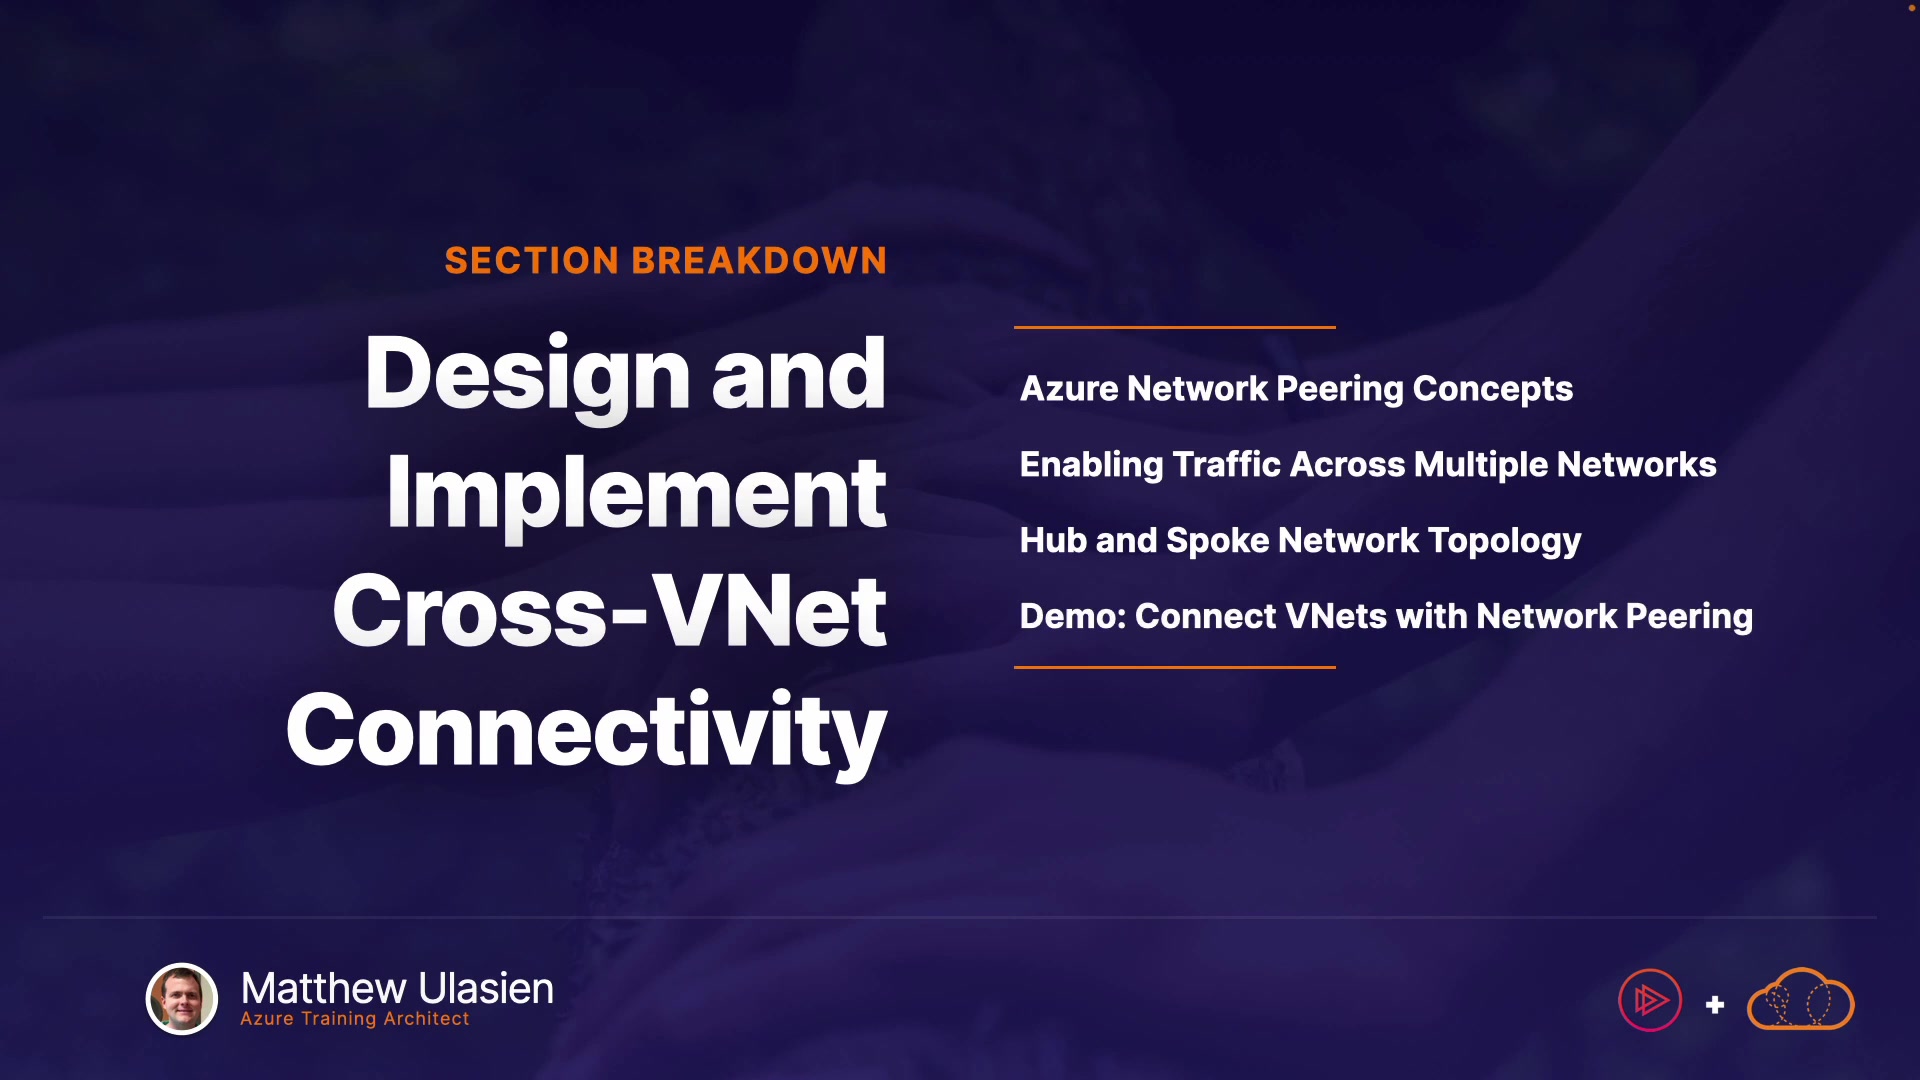 SECTION BREAKDOWN
Design and
Implement
Cross-VNet
Connectivity
Azure Network Peering Concepts
Enabling Traffic Across Multiple Networks
Hub and Spoke Network Topology
Demo: Connect VNets with Network Peering
Matthew Ulasien
Azure Training Architect
+